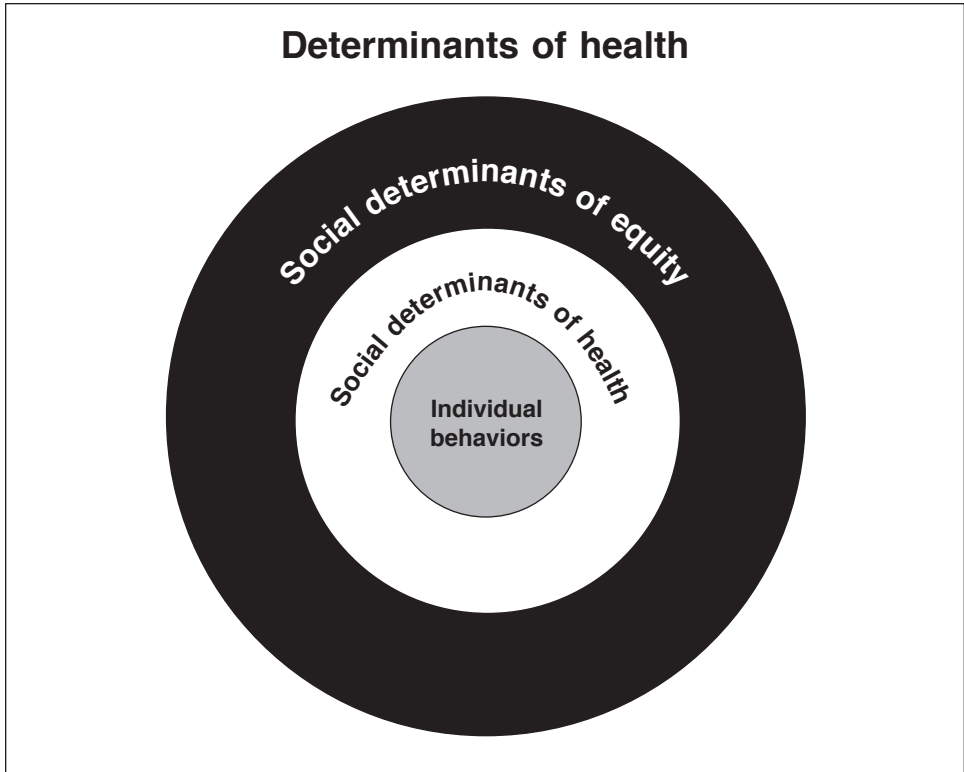 Determinants of health
Social determinants of equity
Social determinants of health
Individual
behaviors